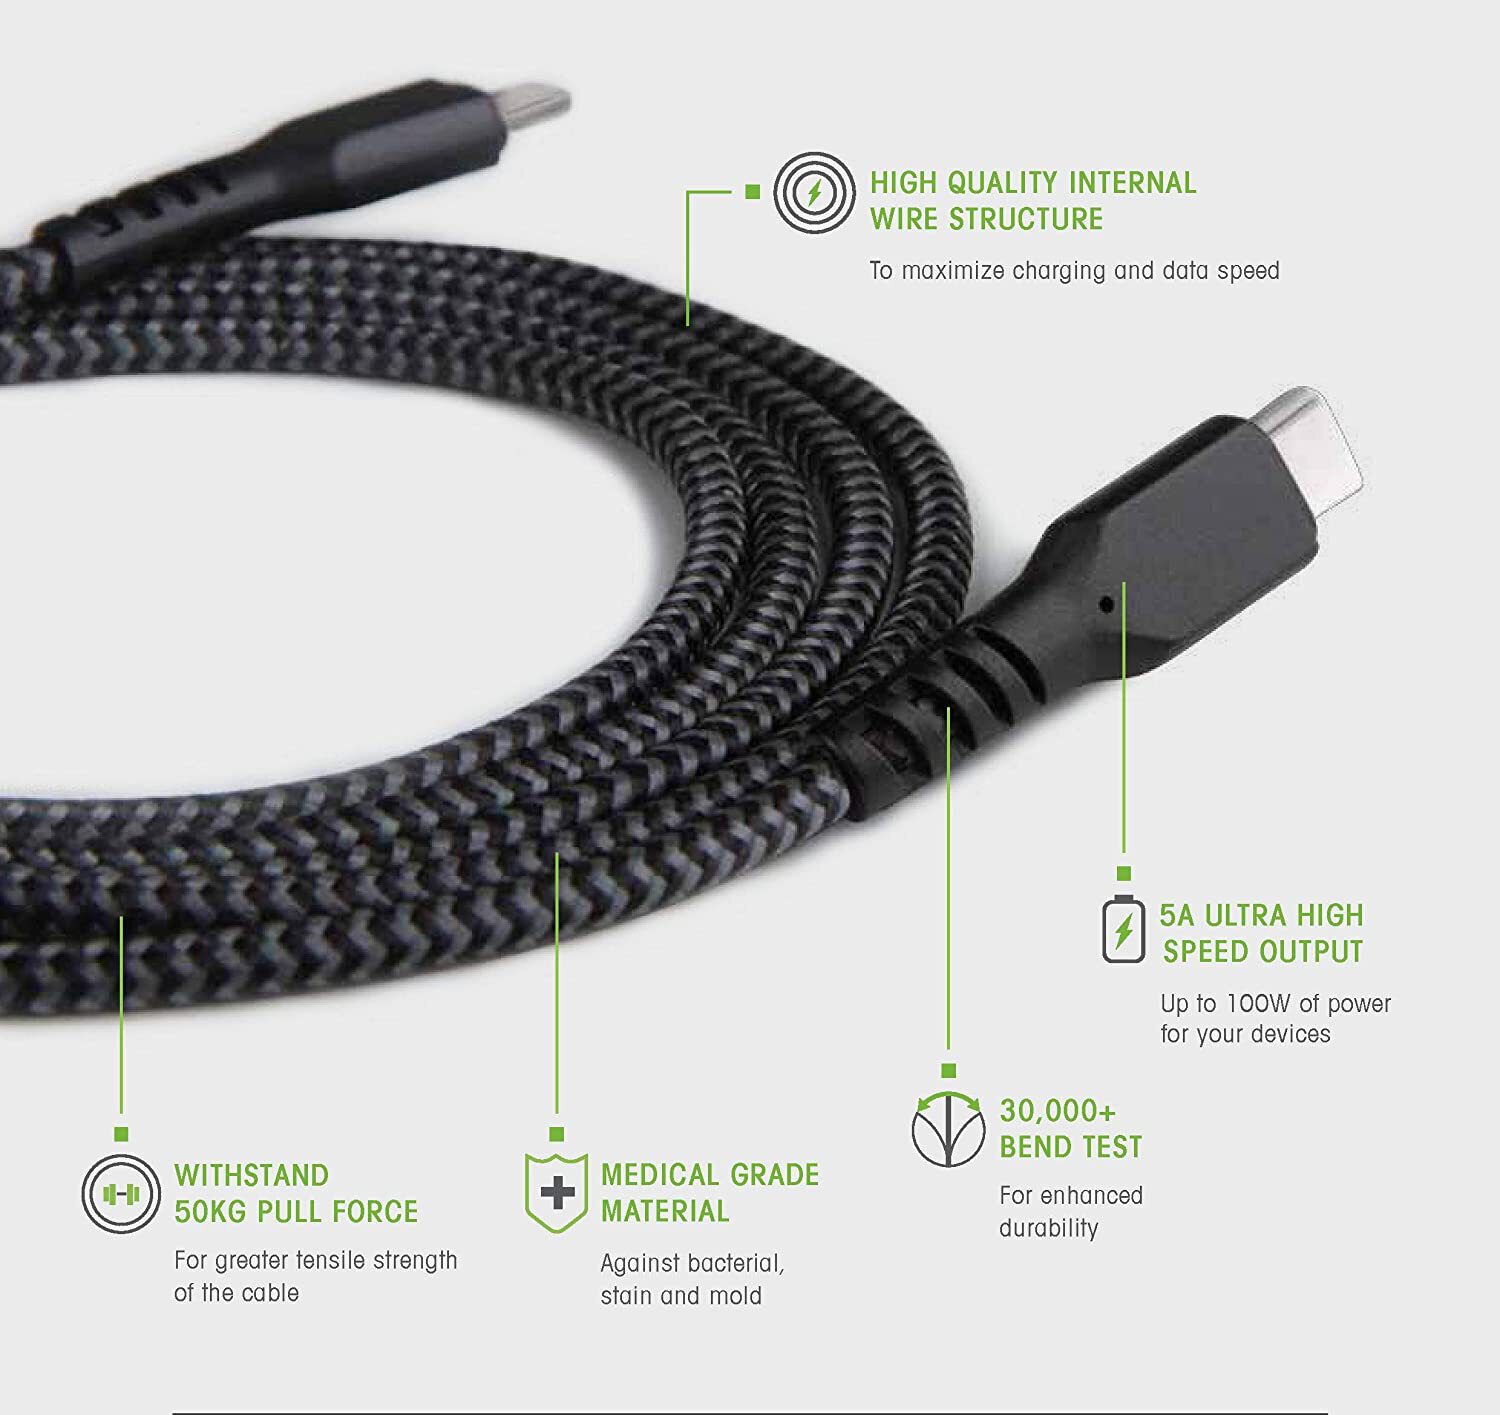 HIGH QUALITY INTERNAL
WIRE STRUCTURE
To maximize charging and data speed
5A ULTRA HIGH
SPEED OUTPUT
Up to 100W of power
for your devices
30,000+
BEND TEST
For enhanced
durability
WITHSTAND
50KG PULL FORCE
For greater tensile strength
of the cable
MEDICAL GRADE
MATERIAL
Against bacterial,
stain and mold